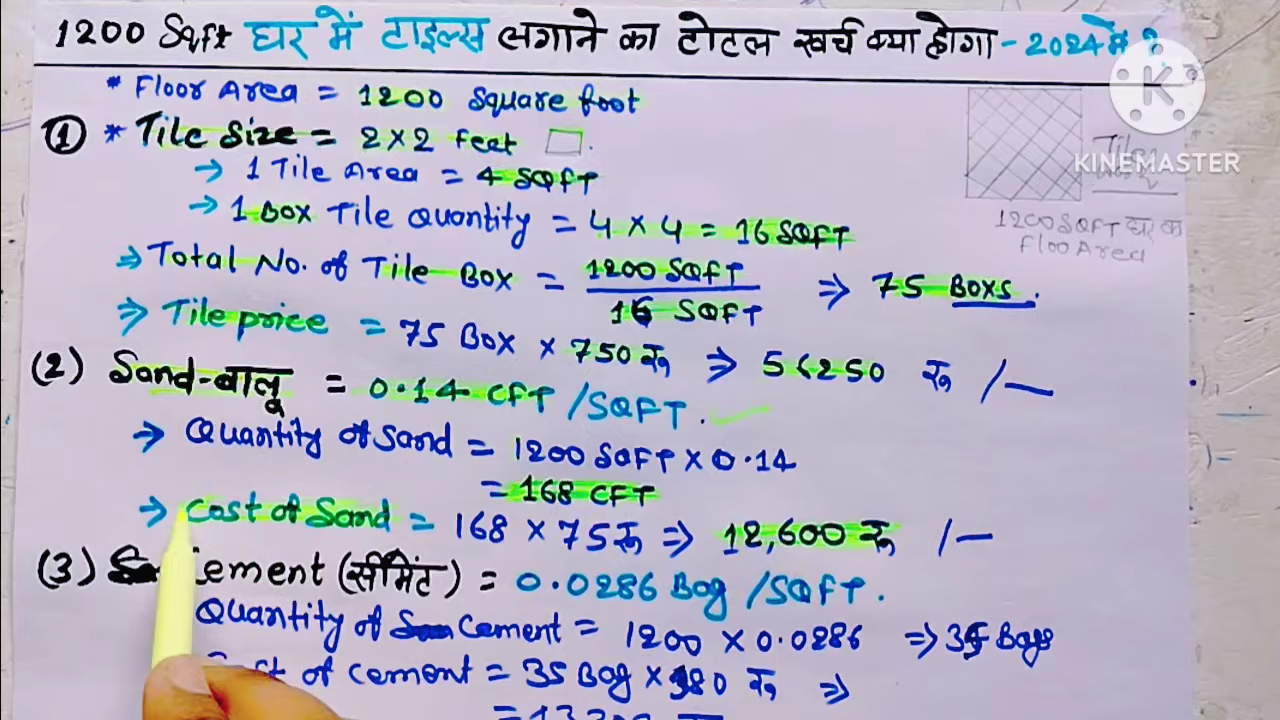 1200 Sqft घर में टाइल्स लगाने का टोटल खर्च क्या होगा - 2024 में ?
* Floor Area = 1200 Square foot
① * Tile Size = 2×2 feet
→ 1 Tile Area = 4 SQFT
→ 1 Box Tile Quantity = 4 × 4 = 16 SQFT
KINEMASTER
1200 SQFT घर का
Floo Area
⇒ Total No. of Tile Box = 1200 SQFT / 16 SQFT ⇒ 75 Boxs.
⇒ Tile price = 75 Box × 750 रू ⇒ 56250 रू /—
(2) Sand-बालू = 0.14 CFT /SQFT.
→ Quantity of Sand = 1200 SQFT × 0.14
= 168 CFT
→ Cost of Sand = 168 × 75 रू ⇒ 12,600 रू /—
(3) Cement (सीमेंट) = 0.0286 Bag /SQFT.
Quantity of Cement = 1200 × 0.0286 ⇒ 35 Bags
of cement = 35 Bag × 380 रू ⇒